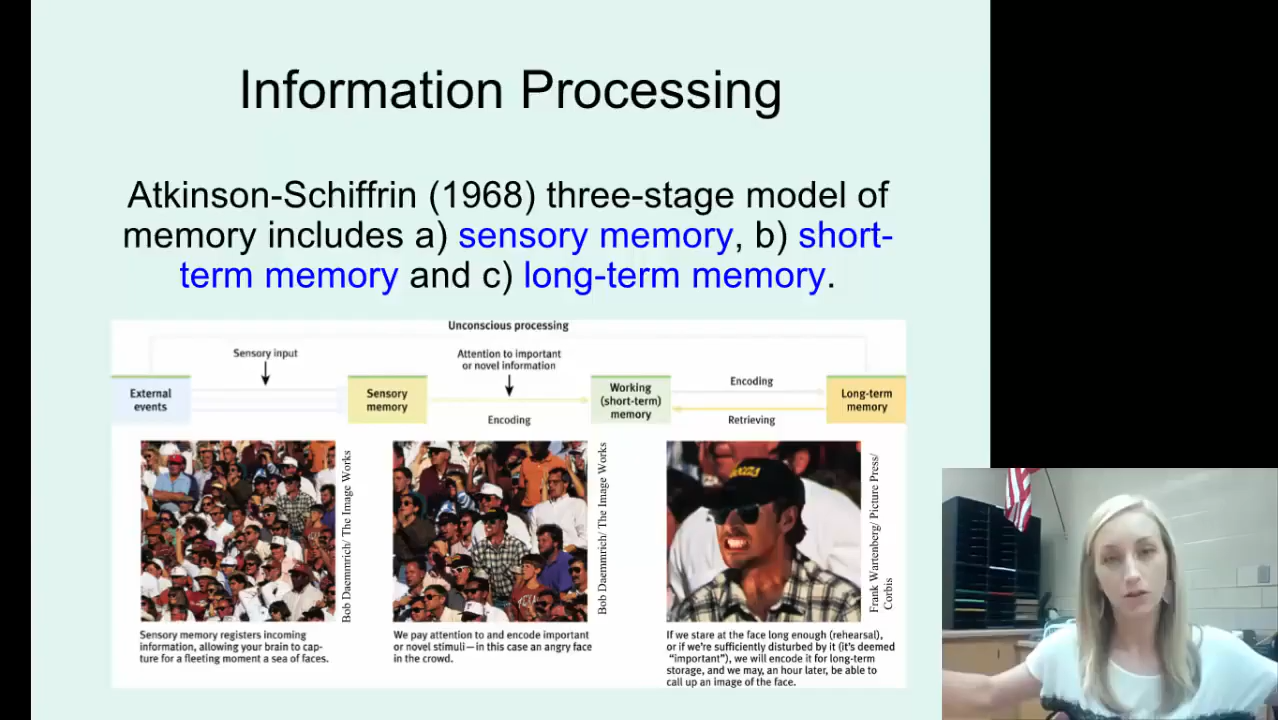 Information Processing
Atkinson-Schiffrin (1968) three-stage model of
memory includes a) sensory memory, b) short-
term memory and c) long-term memory.
Unconscious processing
Sensory input
Attention to important
or novel information
External
events
Sensory
memory
Encoding
Working
(short-term)
memory
Encoding
Retrieving
Long-term
memory
Bob Daemmrich/ The Image Works
Bob Daemmrich/ The Image Works
Frank Wartenberg/ Picture Press/
Corbis
Sensory memory registers incoming
information, allowing your brain to cap-
ture for a fleeting moment a sea of faces.
We pay attention to and encode important
or novel stimuli—in this case an angry face
in the crowd.
If we stare at the face long enough (rehearsal),
or if we're sufficiently disturbed by it (it's deemed
"important"), we will encode it for long-term
storage, and we may, an hour later, be able to
call up an image of the face.